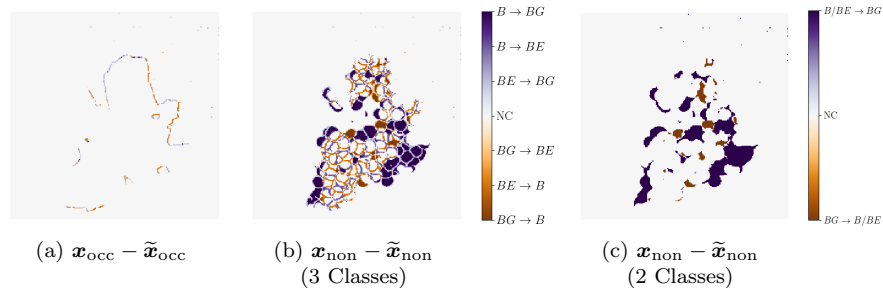 B → BG
B → BE
BE → BG
NC
BG → BE
BE → B
BG → B
B/BE → BG
NC
BG → B/BE
(a) x_occ − x̃_occ
(b) x_non − x̃_non
(3 Classes)
(c) x_non − x̃_non
(2 Classes)